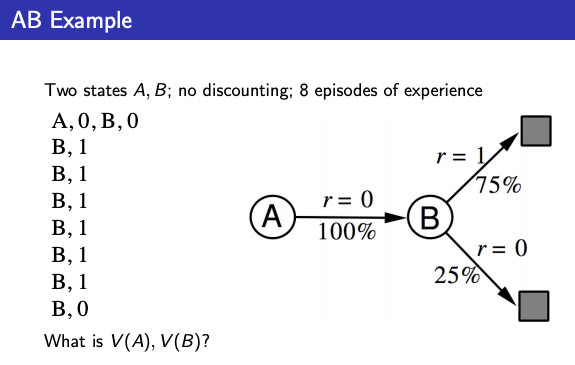 AB Example
Two states A, B; no discounting; 8 episodes of experience
A, 0, B, 0
B, 1
B, 1
B, 1
B, 1
B, 1
B, 1
B, 0
What is V(A), V(B)?
A
r = 0
100%
B
r = 1
75%
r = 0
25%